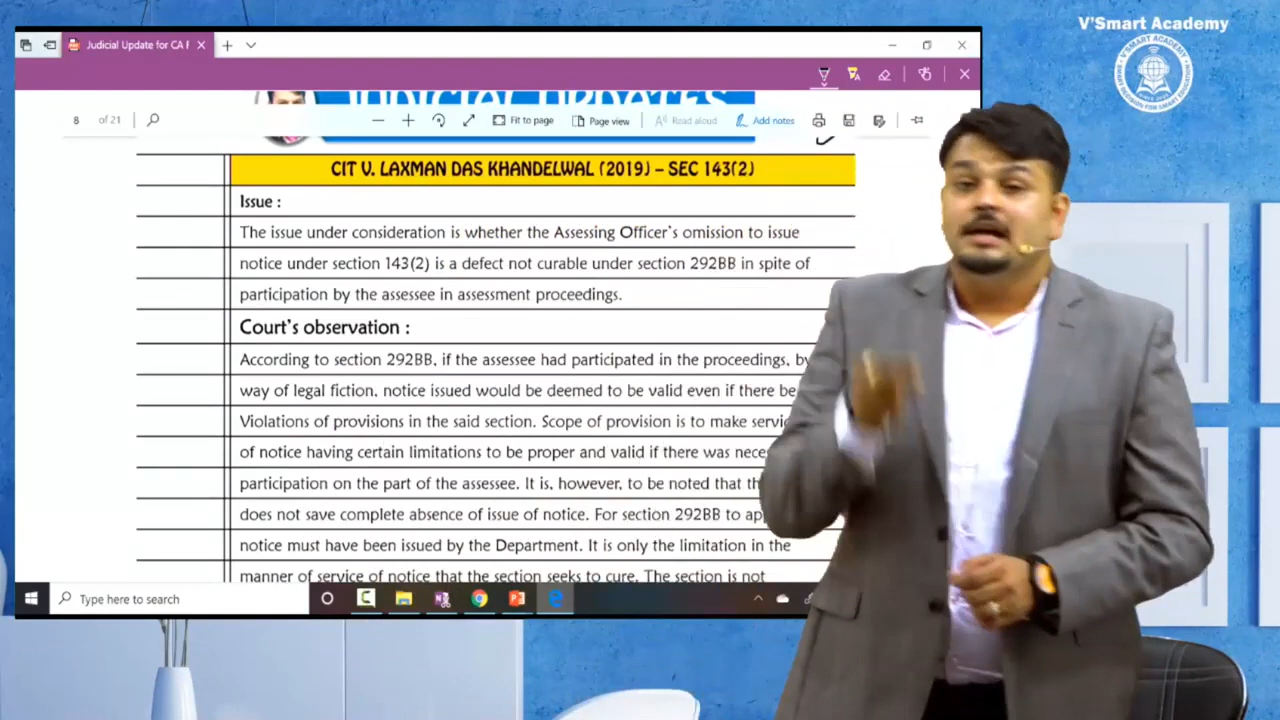 V'Smart Academy
Judicial Update for CA F
8 of 21
Fit to page
Page view
Read aloud
Add notes
JUDICIAL UPDATES
CIT V. LAXMAN DAS KHANDELWAL (2019) – SEC 143(2)
Issue :
The issue under consideration is whether the Assessing Officer's omission to issue
notice under section 143(2) is a defect not curable under section 292BB in spite of
participation by the assessee in assessment proceedings.
Court's observation :
According to section 292BB, if the assessee had participated in the proceedings, by
way of legal fiction, notice issued would be deemed to be valid even if there be
Violations of provisions in the said section. Scope of provision is to make servic
of notice having certain limitations to be proper and valid if there was neces
participation on the part of the assessee. It is, however, to be noted that th
does not save complete absence of issue of notice. For section 292BB to ap
notice must have been issued by the Department. It is only the limitation in the
manner of service of notice that the section seeks to cure. The section is not
Type here to search